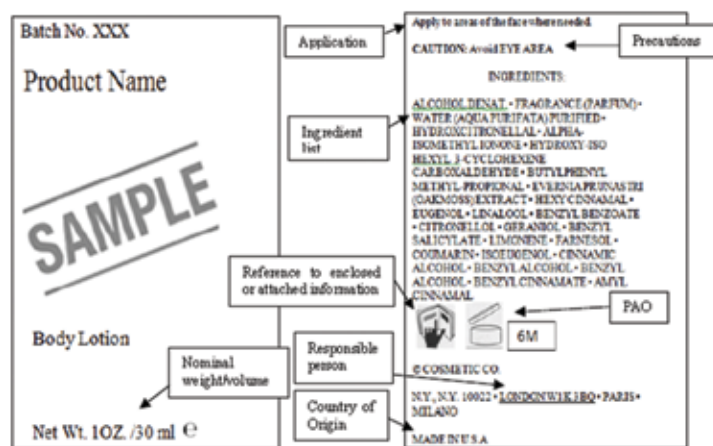 Batch No. XXX
Product Name
SAMPLE
Body Lotion
Nominal
weight/volume
Net Wt. 1OZ. /30 ml ℮
Application
Ingredient
list
Reference to enclosed
or attached information
Responsible
person
Country of
Origin
Apply to areas of the face where needed.
CAUTION: Avoid EYE AREA
Precautions
INGREDIENTS:
ALCOHOL DENAT. • FRAGRANCE (PARFUM) •
WATER (AQUA PURIFATA) PURIFIED •
HYDROXCITRONELLAL • ALPHA-
ISOMETHYL IONONE • HYDROXY-ISO
HEXYL 3-CYCLOHEXENE
CARBOXALDEHYDE • BUTYLPHENYL
METHYL-PROPIONAL • EVERNIA PRUNASTRI
(OAKMOSS) EXTRACT • HEXY CINNAMAL •
EUGENOL • LINALOOL • BENZYL BENZOATE
• CITRONELLOL • GERANIOL • BENZYL
SALICYLATE • LIMONENE • FARNESOL •
COUMARIN • ISOEUGENOL • CINNAMIC
ALCOHOL • BENZYL ALCOHOL • BENZYL
ALCOHOL • BENZYL CINNAMATE • AMYL
CINNAMAL
PAO
6M
© COSMETIC CO.
N.Y., N.Y. 10022 • LONDON W1K 3BQ • PARIS •
MILANO
MADE IN U.S.A